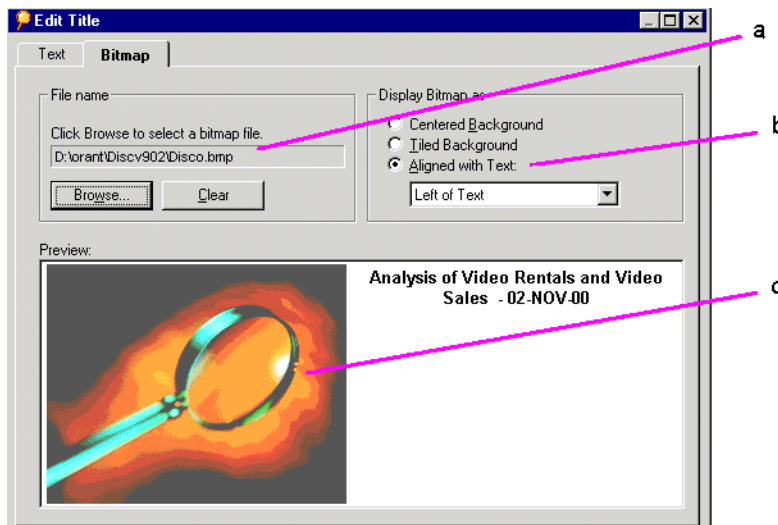 Edit Title
Text Bitmap
File name
Click Browse to select a bitmap file.
D:\orant\Discv902\Disco.bmp
Browse... Clear
Display Bitmap as
Centered Background
Tiled Background
Aligned with Text:
Left of Text
Preview:
Analysis of Video Rentals and Video
Sales - 02-NOV-00
a
b